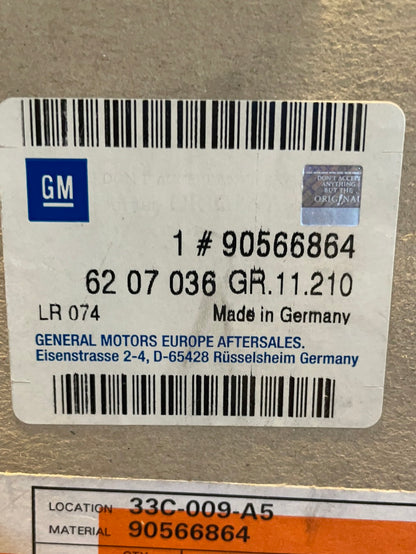 GM
DON'T ACCEPT
ANYTHING
BUT THE
ORIGINAL
1 # 90566864
62 07 036 GR.11.210
LR 074 Made in Germany
GENERAL MOTORS EUROPE AFTERSALES.
Eisenstrasse 2-4, D-65428 Rüsselsheim Germany
LOCATION 33C-009-A5
MATERIAL 90566864